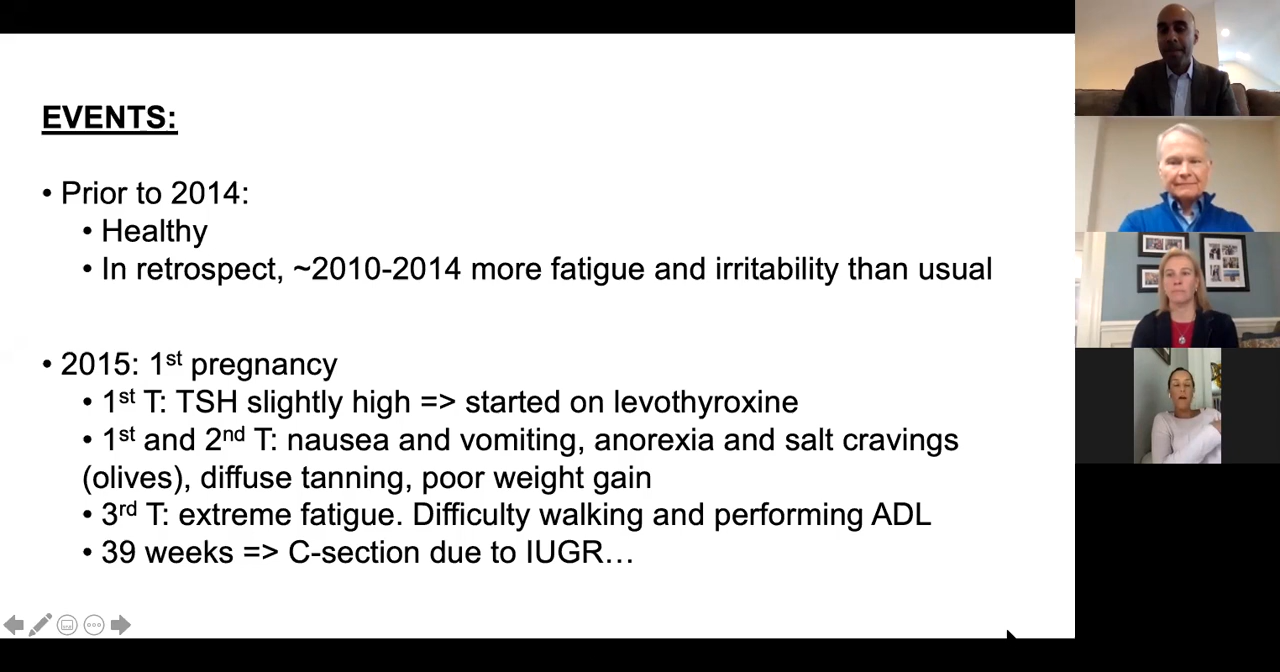 EVENTS:
• Prior to 2014:
• Healthy
• In retrospect, ~2010-2014 more fatigue and irritability than usual
• 2015: 1st pregnancy
• 1st T: TSH slightly high => started on levothyroxine
• 1st and 2nd T: nausea and vomiting, anorexia and salt cravings
(olives), diffuse tanning, poor weight gain
• 3rd T: extreme fatigue. Difficulty walking and performing ADL
• 39 weeks => C-section due to IUGR…